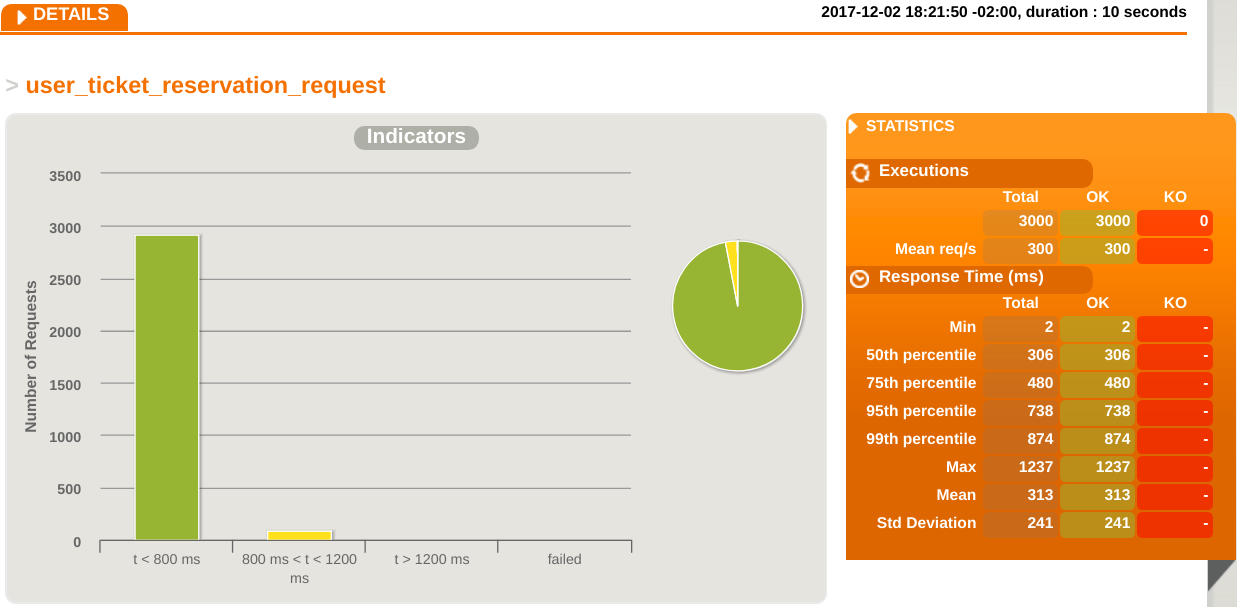 DETAILS
2017-12-02 18:21:50 -02:00, duration : 10 seconds
> user_ticket_reservation_request
Indicators
3500
3000
2500
2000
1500
1000
500
0
Number of Requests
t < 800 ms
800 ms < t < 1200
ms
t > 1200 ms
failed
STATISTICS
Executions
Total OK KO
3000 3000 0
Mean req/s 300 300 -
Response Time (ms)
Total OK KO
Min 2 2 -
50th percentile 306 306 -
75th percentile 480 480 -
95th percentile 738 738 -
99th percentile 874 874 -
Max 1237 1237 -
Mean 313 313 -
Std Deviation 241 241 -